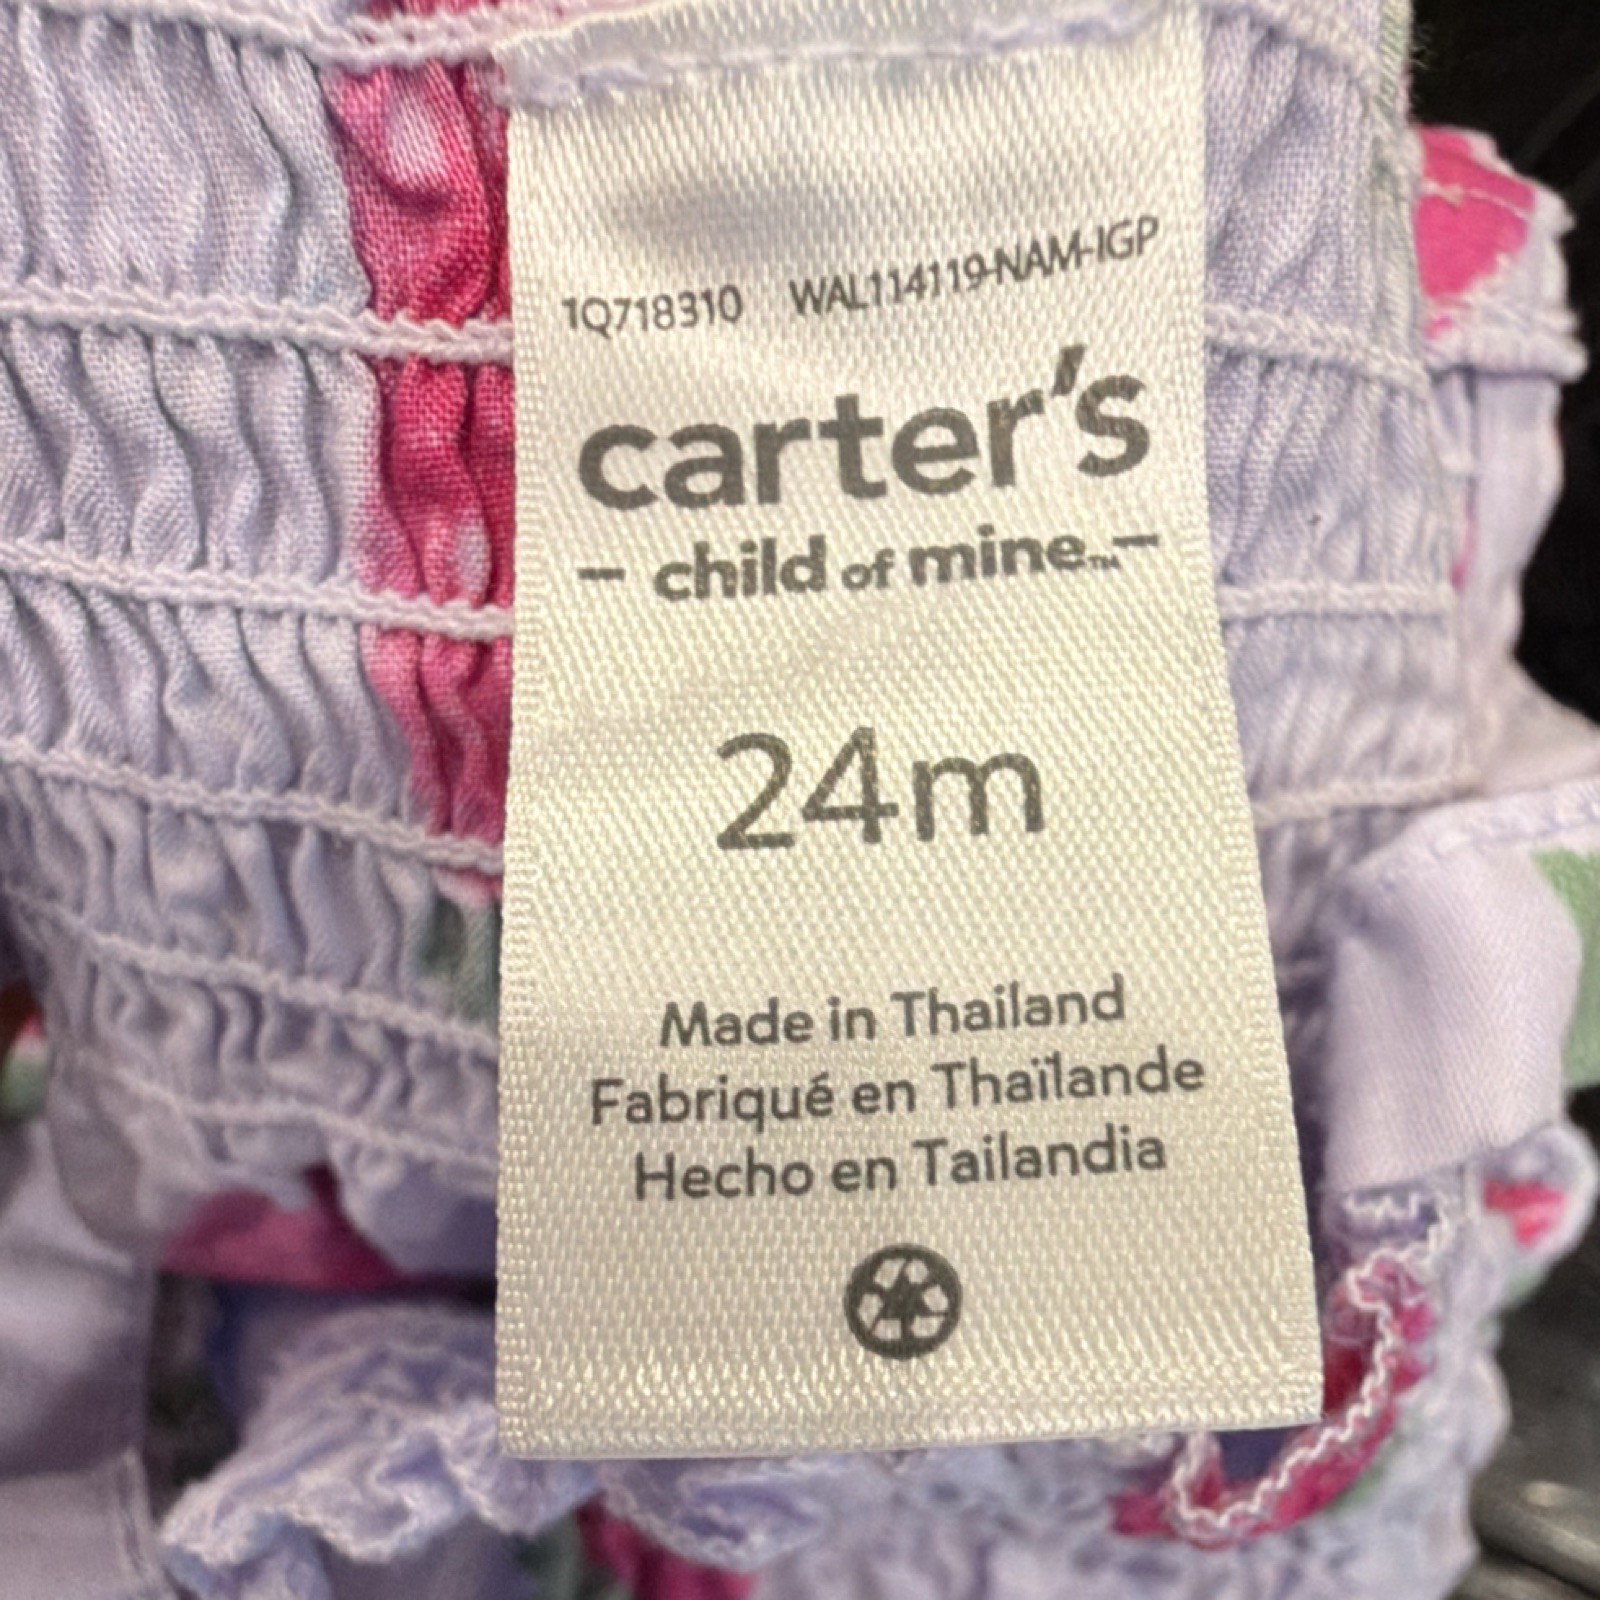 1Q718310 WAL114119-NAM-IGP
carter's
- child of mine™ -
24m
Made in Thailand
Fabriqué en Thaïlande
Hecho en Tailandia